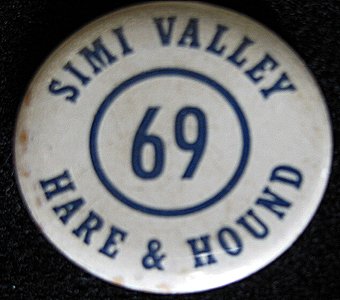 SIMI VALLEY
69
HARE & HOUND